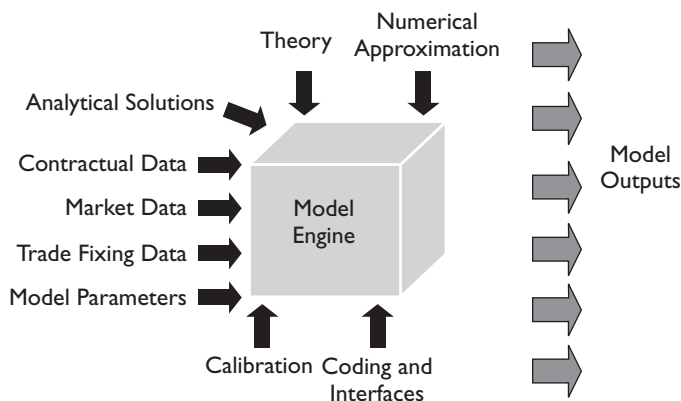 Theory
Numerical
Approximation
Analytical Solutions
Contractual Data
Market Data
Trade Fixing Data
Model Parameters
Model
Engine
Model
Outputs
Calibration
Coding and
Interfaces